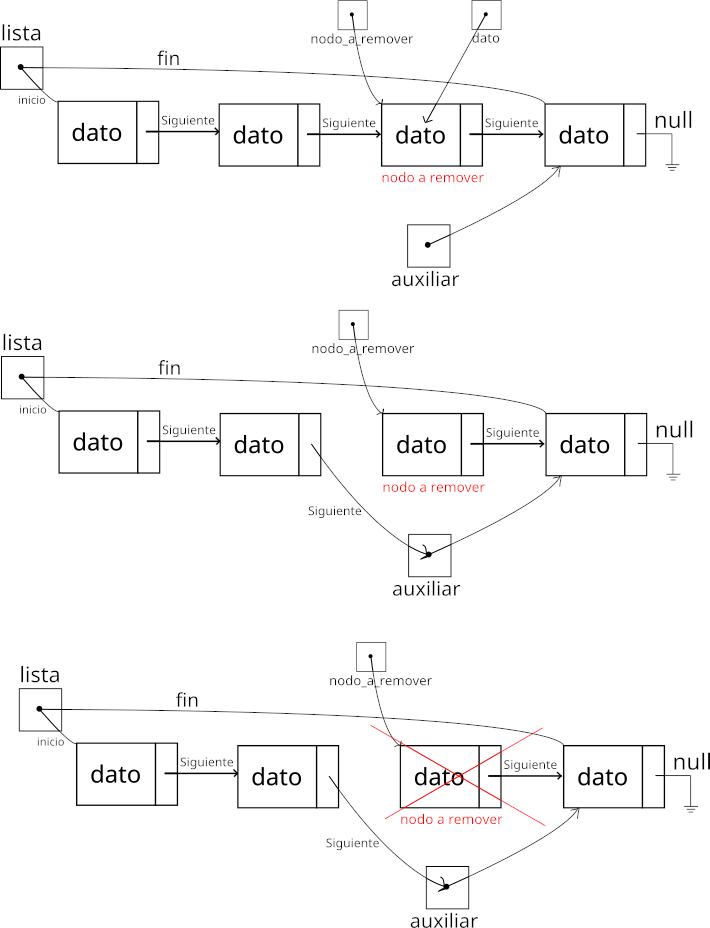 nodo_a_remover
dato
lista
fin
inicio
dato
Siguiente
dato
Siguiente
dato
Siguiente
dato
null
nodo a remover
auxiliar
nodo_a_remover
lista
fin
inicio
dato
Siguiente
dato
dato
Siguiente
dato
null
nodo a remover
Siguiente
auxiliar
nodo_a_remover
lista
fin
inicio
dato
Siguiente
dato
dato
Siguiente
dato
null
nodo a remover
Siguiente
auxiliar